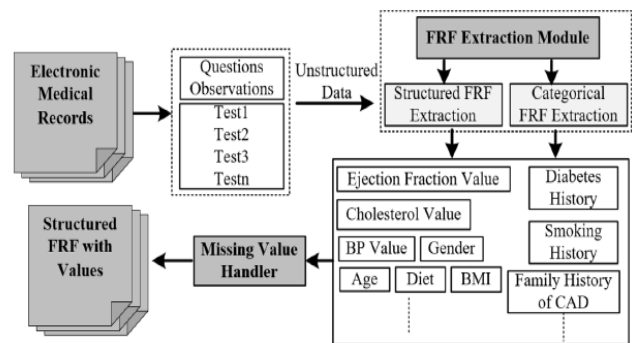 Electronic
Medical
Records
Questions
Observations
Test1
Test2
Test3
Testn
Unstructured
Data
FRF Extraction Module
Structured FRF
Extraction
Categorical
FRF Extraction
Ejection Fraction Value
Cholesterol Value
BP Value
Gender
Age
Diet
BMI
Diabetes
History
Smoking
History
Family History
of CAD
Missing Value
Handler
Structured
FRF with
Values